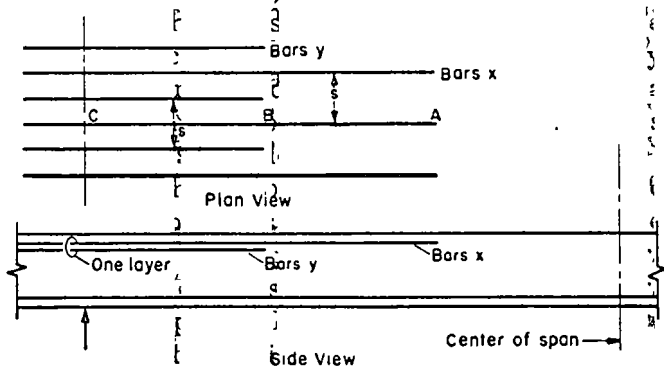 Bars y
Bars x
s
C
B
A
s
Plan View
One layer
Bars y
Bars x
Center of span
Side View